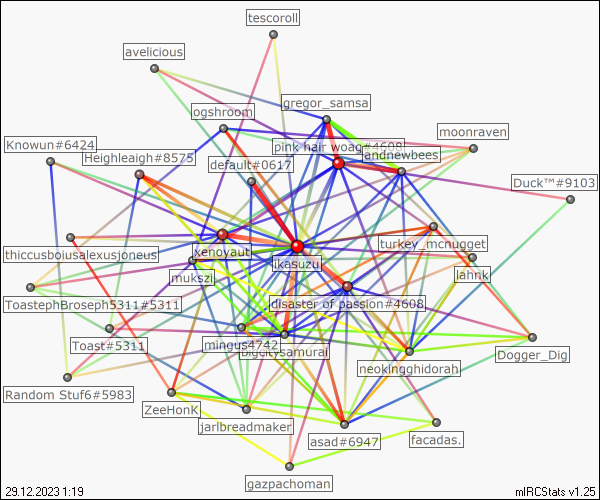 tescoroll
avelicious
gregor_samsa
ogshroom
moonraven
Knowun#6424
pink hair woag#4608
andnewbees
Heighleaigh#8575
default#0617
Duck™#9103
turkey_mcnugget
thiccusboiusalexusjoneus
xenoyaut
ikasuzu
mukszi
jahnk
ToastephBroseph5311#5311
disaster of passion#4608
Toast#5311
mingus4742
bigcitysamurai
Dogger_Dig
neokingghidorah
Random Stuf6#5983
ZeeHonK
jarlbreadmaker
asad#6947
facadas.
gazpachoman
29.12.2023 1:19
mIRCStats v1.25